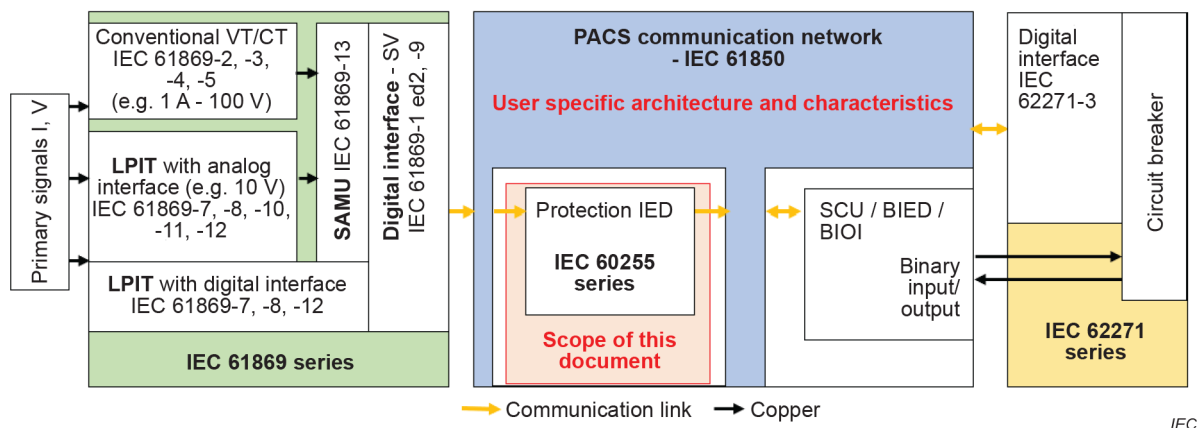 Primary signals I, V
Conventional VT/CT
IEC 61869-2, -3,
-4, -5
(e.g. 1 A - 100 V)
LPIT with analog
interface (e.g. 10 V)
IEC 61869-7, -8, -10,
-11, -12
LPIT with digital interface
IEC 61869-7, -8, -12
SAMU IEC 61869-13
Digital interface - SV
IEC 61869-1 ed2, -9
IEC 61869 series
PACS communication network
- IEC 61850
User specific architecture and characteristics
Protection IED
IEC 60255
series
Scope of this
document
SCU / BIED /
BIOI
Binary
input/
output
Digital
interface
IEC
62271-3
Circuit breaker
IEC 62271
series
Communication link
Copper
IEC